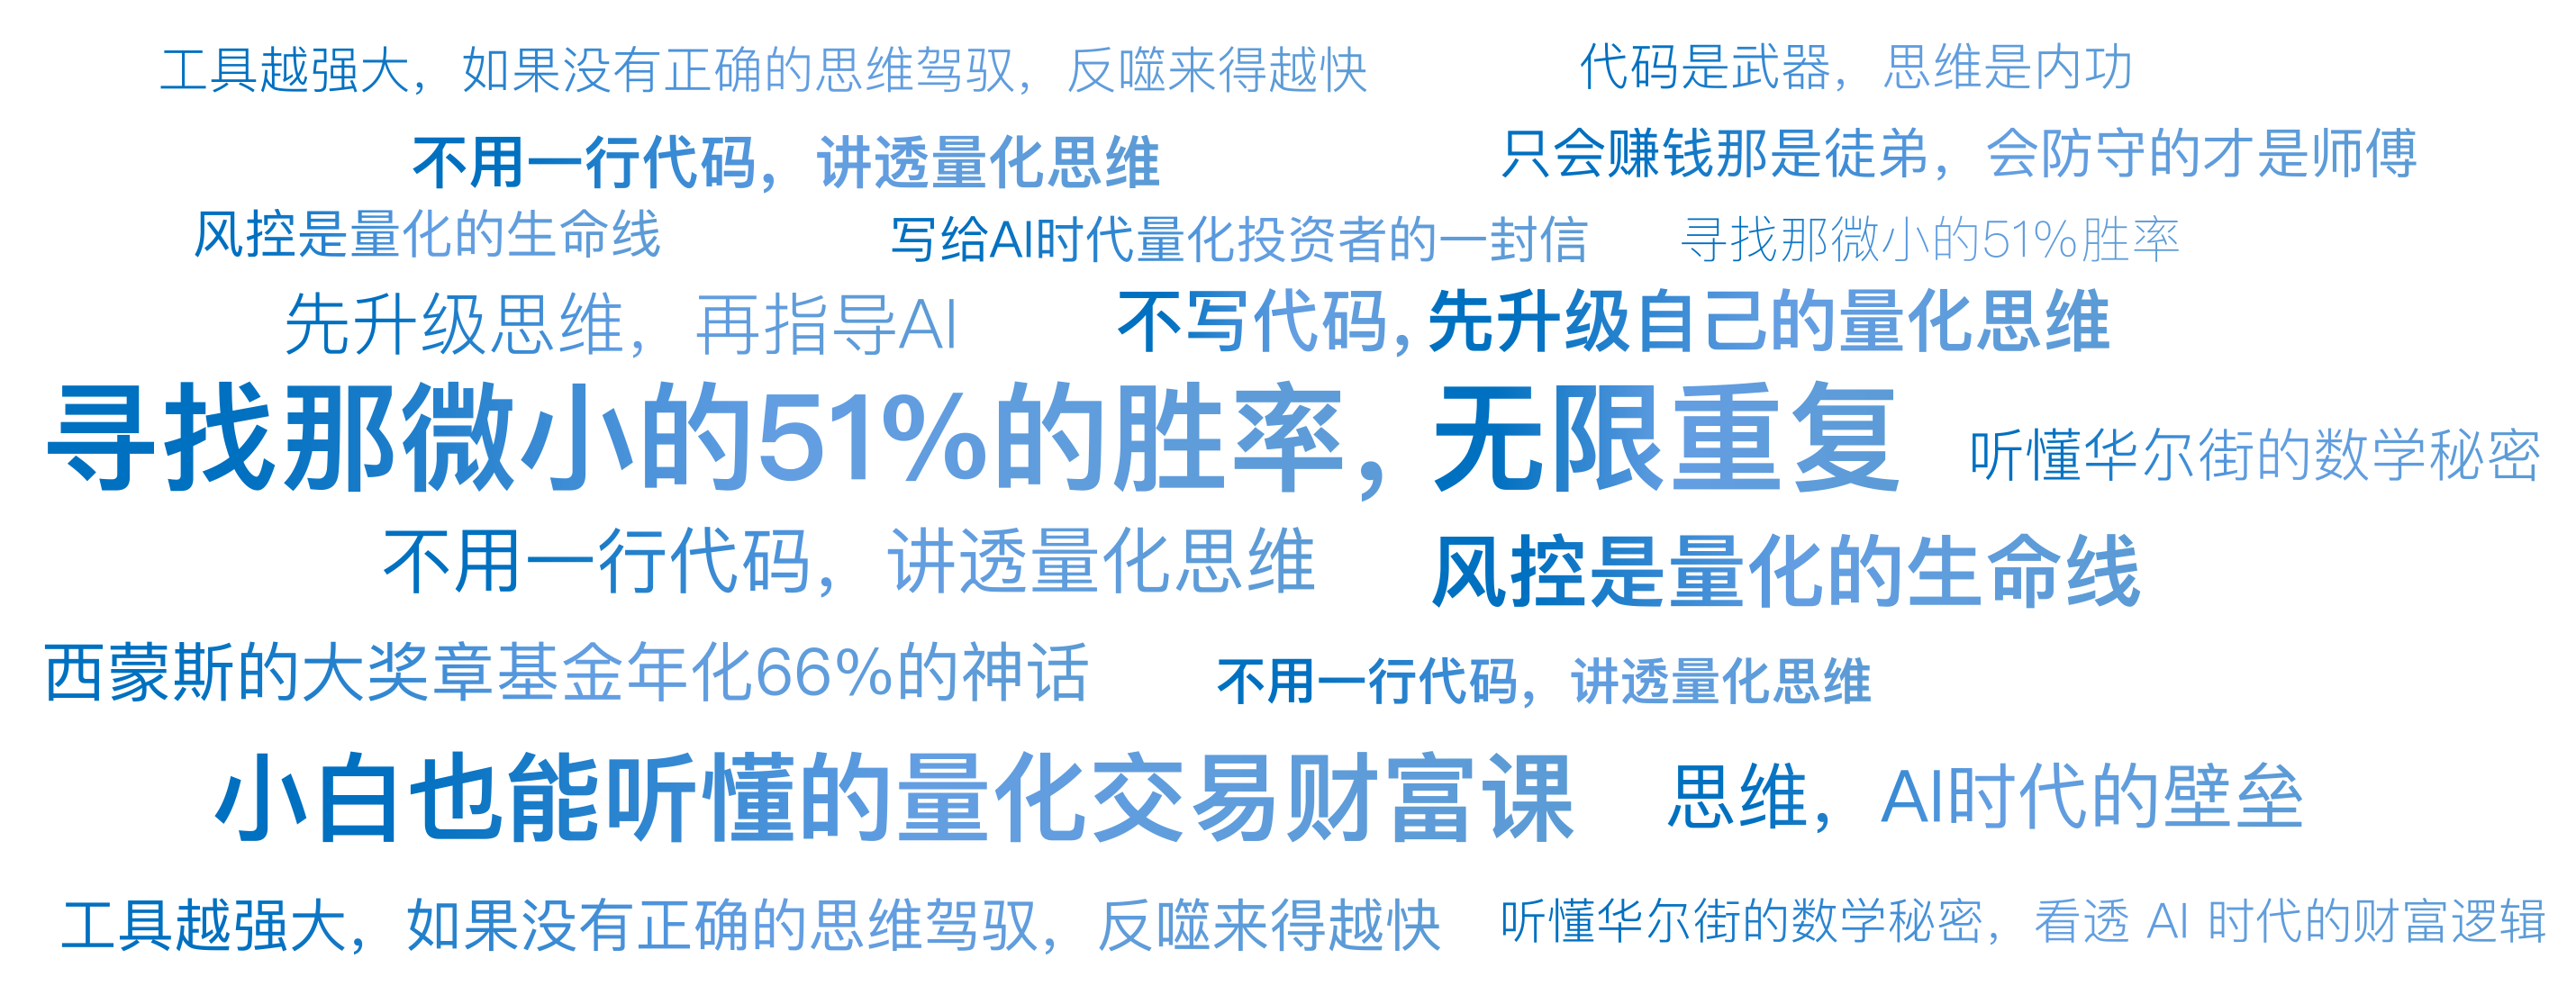 工具越强大，如果没有正确的思维驾驭，反噬来得越快
代码是武器，思维是内功
不用一行代码，讲透量化思维
只会赚钱那是徒弟，会防守的才是师傅
风控是量化的生命线
写给AI时代量化投资者的一封信
寻找那微小的51%胜率
先升级思维，再指导AI
不写代码，先升级自己的量化思维
寻找那微小的51%的胜率，无限重复
听懂华尔街的数学秘密
不用一行代码，讲透量化思维
风控是量化的生命线
西蒙斯的大奖章基金年化66%的神话
不用一行代码，讲透量化思维
小白也能听懂的量化交易财富课
思维，AI时代的壁垒
工具越强大，如果没有正确的思维驾驭，反噬来得越快
听懂华尔街的数学秘密，看透 AI 时代的财富逻辑